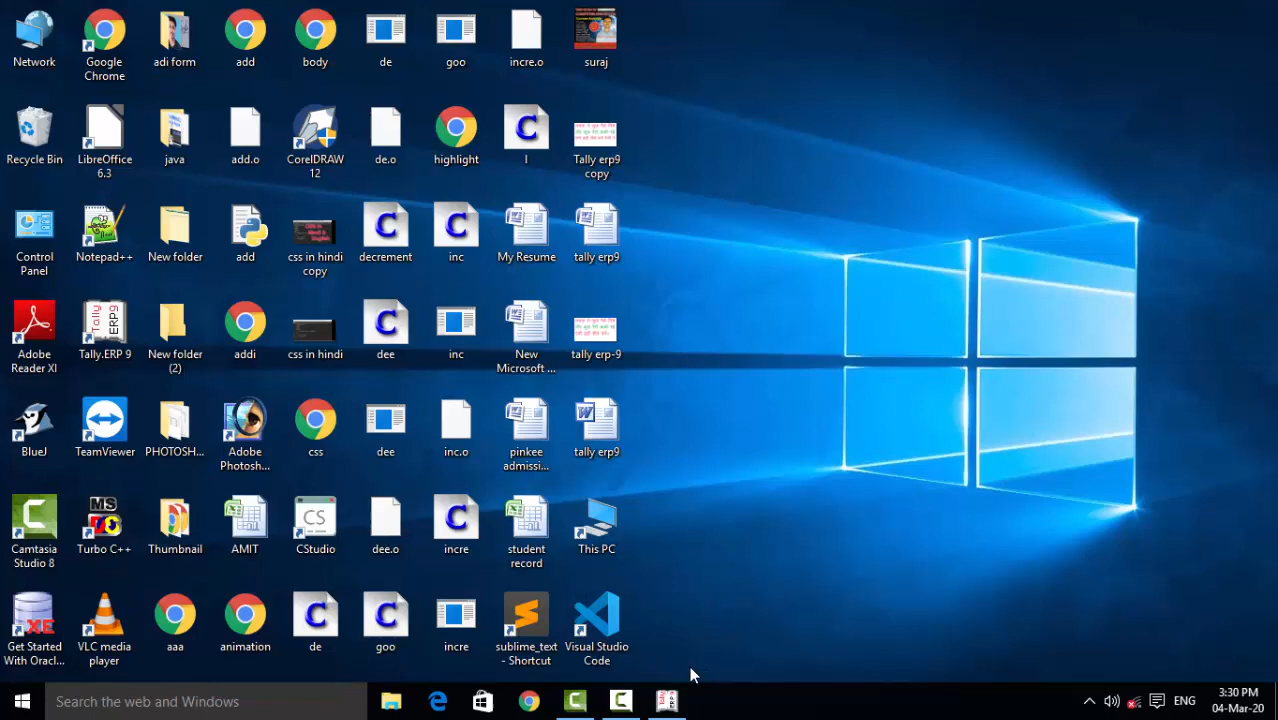 Network
Google
Chrome
adi form
add
body
de
goo
incre.o
suraj
Recycle Bin
LibreOffice
6.3
java
add.o
CorelDRAW
12
de.o
highlight
I
Tally erp9
copy
Control
Panel
Notepad++
New folder
add
css in hindi
copy
decrement
inc
My Resume
tally erp9
Adobe
Reader XI
Tally.ERP 9
New folder
(2)
addi
css in hindi
dee
inc
New
Microsoft ...
tally erp-9
BlueJ
TeamViewer
PHOTOSH...
Adobe
Photosh...
css
dee
inc.o
pinkee
admissi...
tally erp9
Camtasia
Studio 8
Turbo C++
Thumbnail
AMIT
CStudio
dee.o
incre
student
record
This PC
Get Started
With Oracl...
VLC media
player
aaa
animation
de
goo
incre
sublime_text
- Shortcut
Visual Studio
Code
Search the web and Windows
ENG
3:30 PM
04-Mar-20